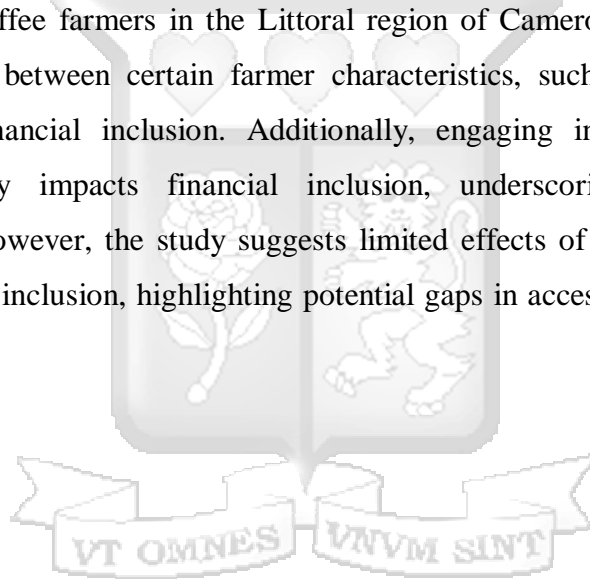 ffee farmers in the Littoral region of Camero
between certain farmer characteristics, such
nancial inclusion. Additionally, engaging in
y impacts financial inclusion, underscori
owever, the study suggests limited effects of
inclusion, highlighting potential gaps in acces
VT OMNES VNVM SINT